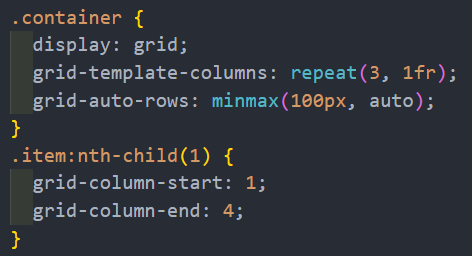 .container {
  display: grid;
  grid-template-columns: repeat(3, 1fr);
  grid-auto-rows: minmax(100px, auto);
}
.item:nth-child(1) {
  grid-column-start: 1;
  grid-column-end: 4;
}